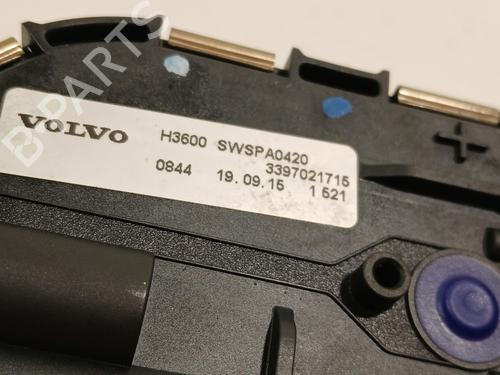 B-PARTS
VOLVO H3600 SWSPA0420
3397021715
0844 19.09.15 1 521
+